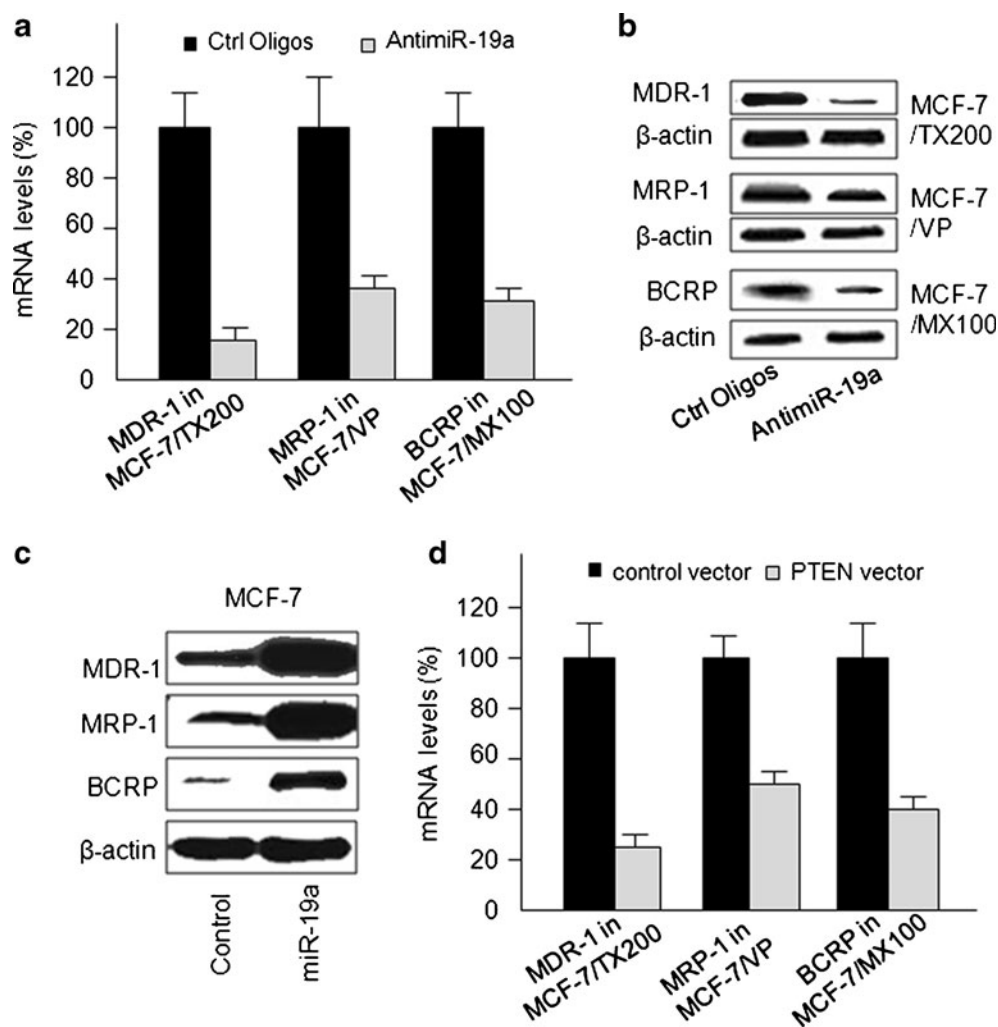 a
Ctrl Oligos
AntimiR-19a
mRNA levels (%)
120
100
80
60
40
20
0
MDR-1 in
MCF-7/TX200
MRP-1 in
MCF-7/VP
BCRP in
MCF-7/MX100
b
MDR-1
β-actin
MCF-7
/TX200
MRP-1
β-actin
MCF-7
/VP
BCRP
β-actin
MCF-7
/MX100
Ctrl Oligos
AntimiR-19a
c
MCF-7
MDR-1
MRP-1
BCRP
β-actin
Control
miR-19a
d
control vector
PTEN vector
mRNA levels (%)
120
100
80
60
40
20
0
MDR-1 in
MCF-7/TX200
MRP-1 in
MCF-7/VP
BCRP in
MCF-7/MX100